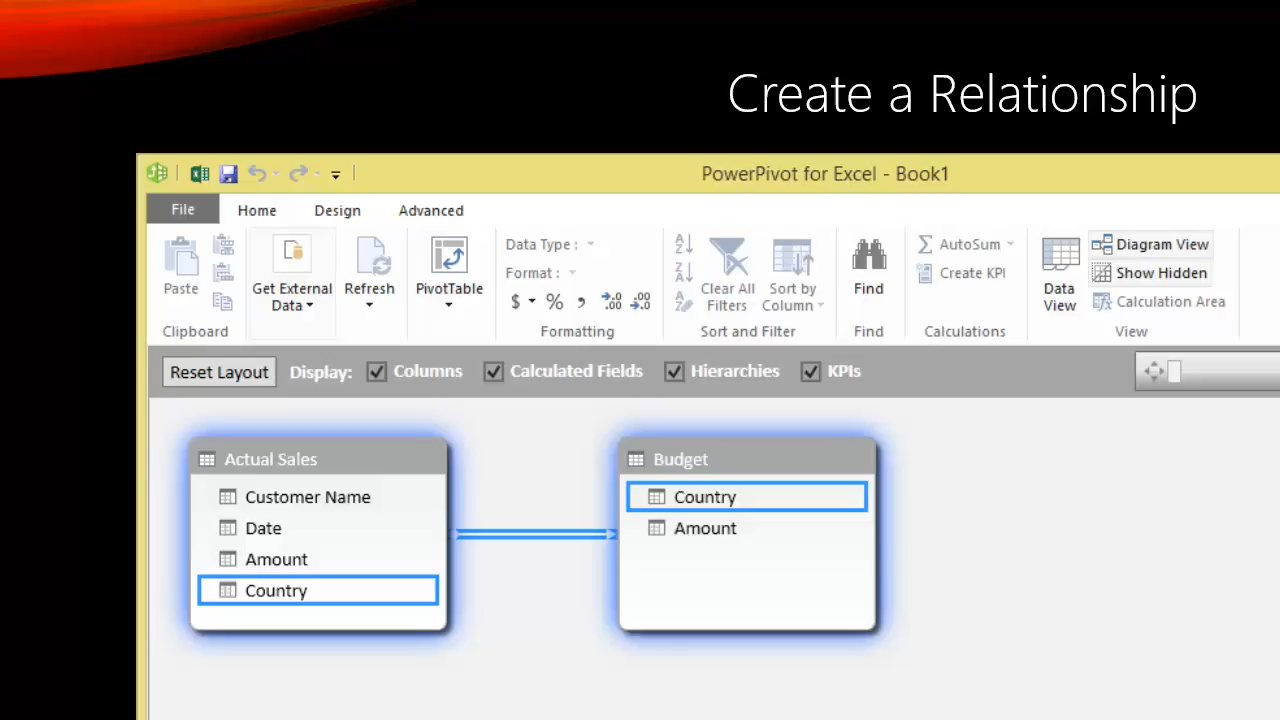 Create a Relationship
PowerPivot for Excel - Book1
File Home Design Advanced
Paste
Clipboard
Get External
Data
Refresh
PivotTable
Data Type :
Format :
$ % ,
Formatting
Clear All
Filters
Sort by
Column
Sort and Filter
Find
Find
AutoSum
Create KPI
Calculations
Data
View
Diagram View
Show Hidden
Calculation Area
View
Reset Layout Display: Columns Calculated Fields Hierarchies KPIs
Actual Sales
Customer Name
Date
Amount
Country
Budget
Country
Amount